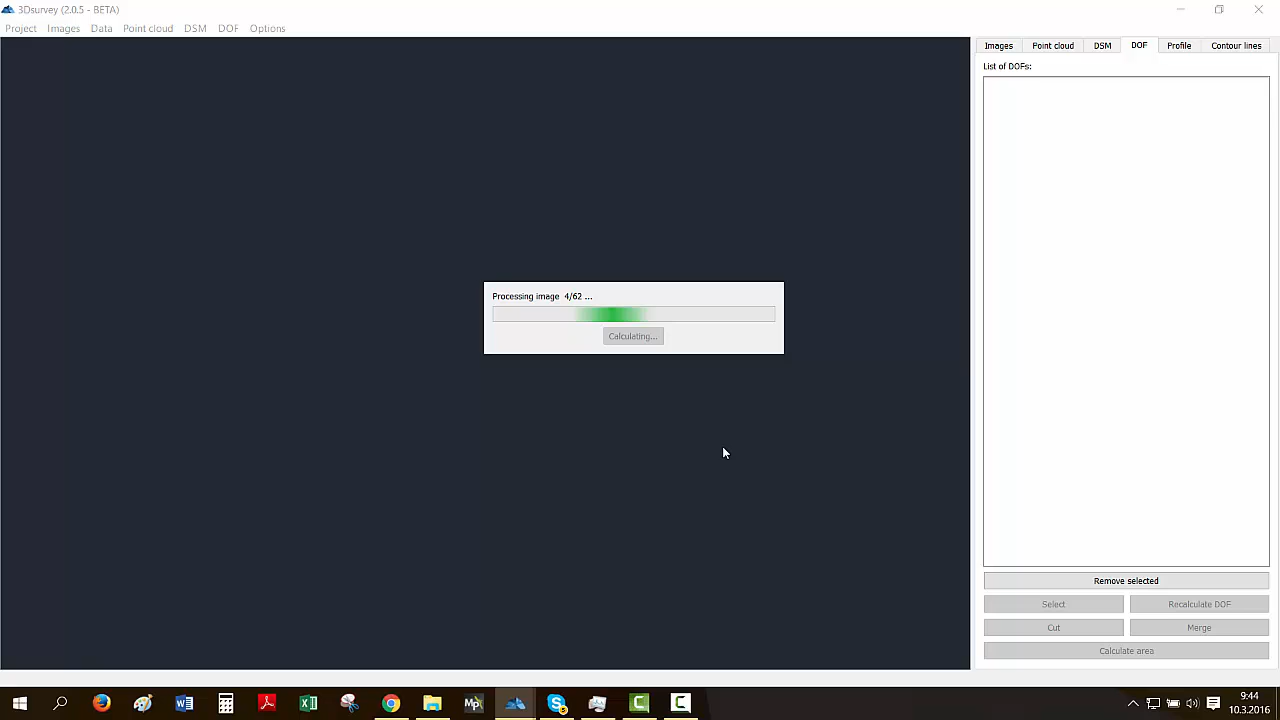 3Dsurvey (2.0.5 - BETA)
Project Images Data Point cloud DSM DOF Options
Images Point cloud DSM DOF Profile Contour lines
List of DOFs:
Processing image 4/62 ...
Calculating...
Remove selected
Select Recalculate DOF
Cut Merge
Calculate area
9:44
10.3.2016